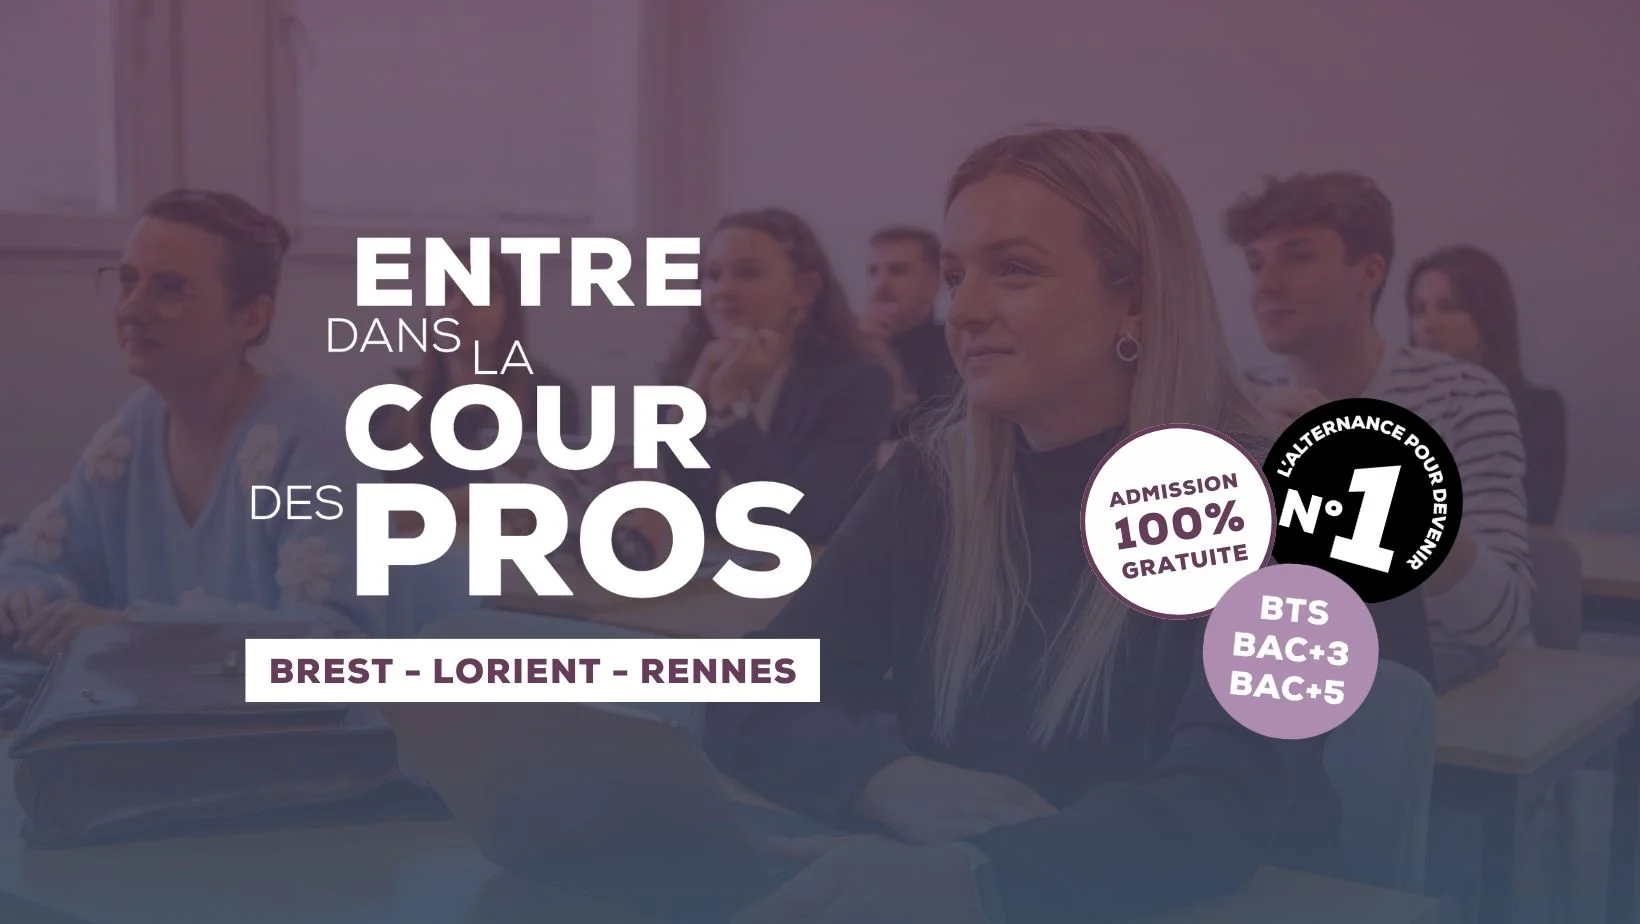 ENTRE
DANS
LA
COUR
DES
PROS
BREST - LORIENT - RENNES
ADMISSION
100%
GRATUITE
L'ALTERNANCE POUR DEVENIR
N°1
BTS
BAC+3
BAC+5